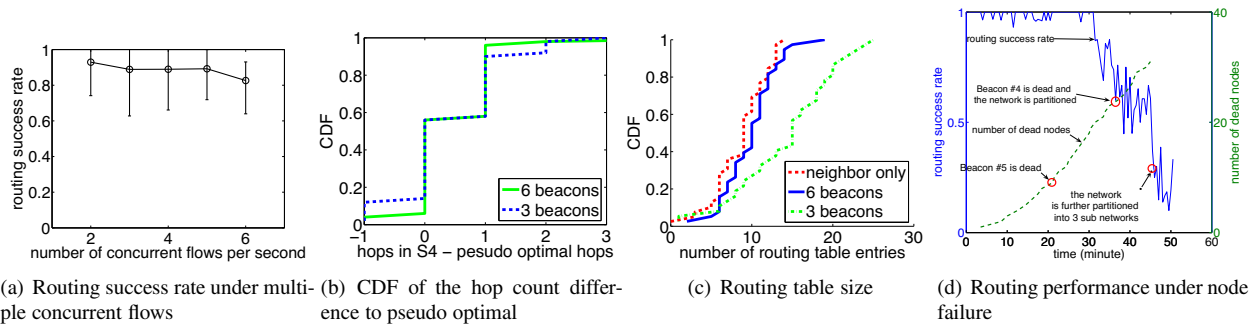 1
0.8
0.6
0.4
0.2
0
2
4
6
routing success rate
number of concurrent flows per second
(a) Routing success rate under multi-
ple concurrent flows
1
0.8
0.6
0.4
0.2
0
−1
0
1
2
3
CDF
hops in S4 − pesudo optimal hops
6 beacons
3 beacons
(b) CDF of the hop count differ-
ence to pseudo optimal
1
0.8
0.6
0.4
0.2
0
10
20
30
CDF
number of routing table entries
neighbor only
6 beacons
3 beacons
(c) Routing table size
1
0.5
0
0
10
20
30
40
50
60
40
20
0
routing success rate
number of dead nodes
time (minute)
routing success rate
Beacon #4 is dead and
the network is partitioned
number of dead nodes
Beacon #5 is dead
the network
is further partitioned
into 3 sub networks
(d) Routing performance under node
failure